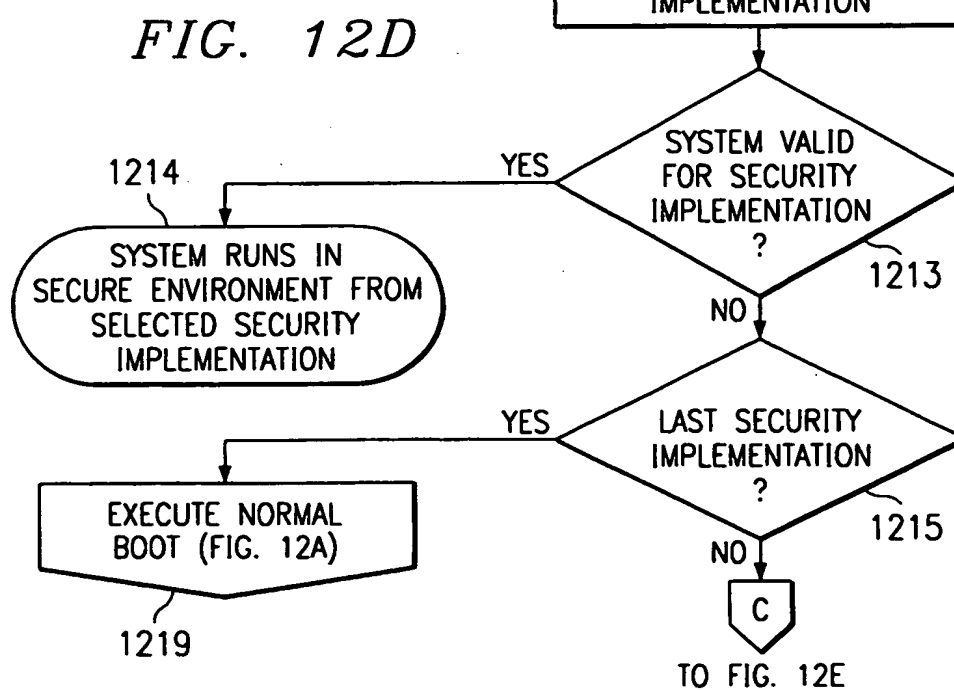 IMPLEMENTATION
FIG. 12D
SYSTEM VALID
FOR SECURITY
IMPLEMENTATION
?
1213
YES
1214
SYSTEM RUNS IN
SECURE ENVIRONMENT FROM
SELECTED SECURITY
IMPLEMENTATION
NO
LAST SECURITY
IMPLEMENTATION
?
1215
YES
EXECUTE NORMAL
BOOT (FIG. 12A)
1219
NO
C
TO FIG. 12E